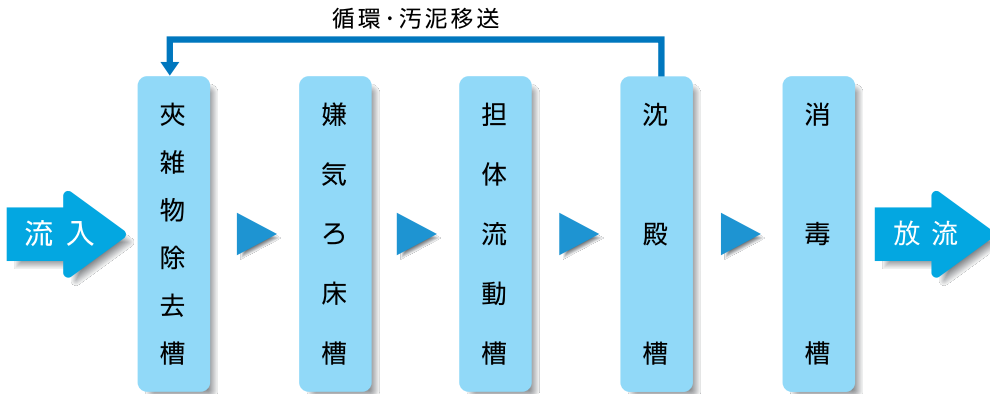 循環・汚泥移送
流入
夾雑物除去槽
嫌気ろ床槽
担体流動槽
沈殿槽
消毒槽
放流